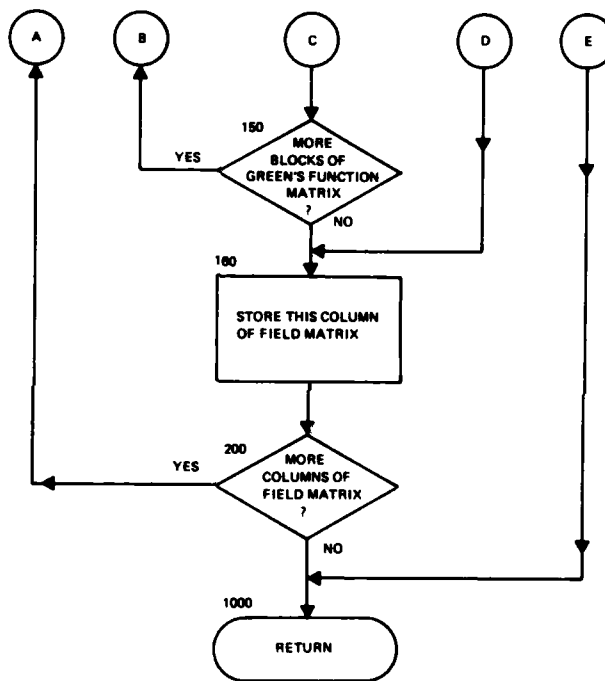 A
B
C
D
E
150
MORE
BLOCKS OF
GREEN'S FUNCTION
MATRIX
?
YES
NO
160
STORE THIS COLUMN
OF FIELD MATRIX
200
MORE
COLUMNS OF
FIELD MATRIX
?
YES
NO
1000
RETURN